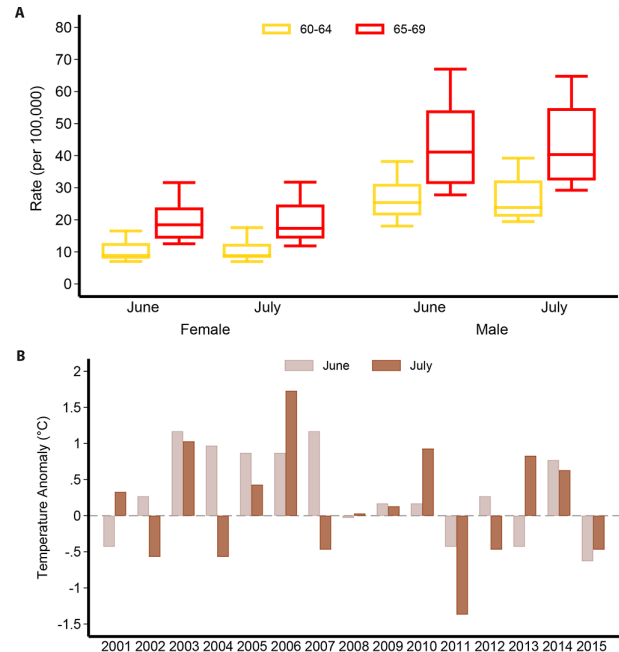 A
60-64 65-69
80
70
60
50
40
30
20
10
0
Rate (per 100,000)
June July June July
Female Male
B
June July
2
1.5
1
.5
0
-.5
-1
-1.5
Temperature Anomaly (°C)
2001 2002 2003 2004 2005 2006 2007 2008 2009 2010 2011 2012 2013 2014 2015